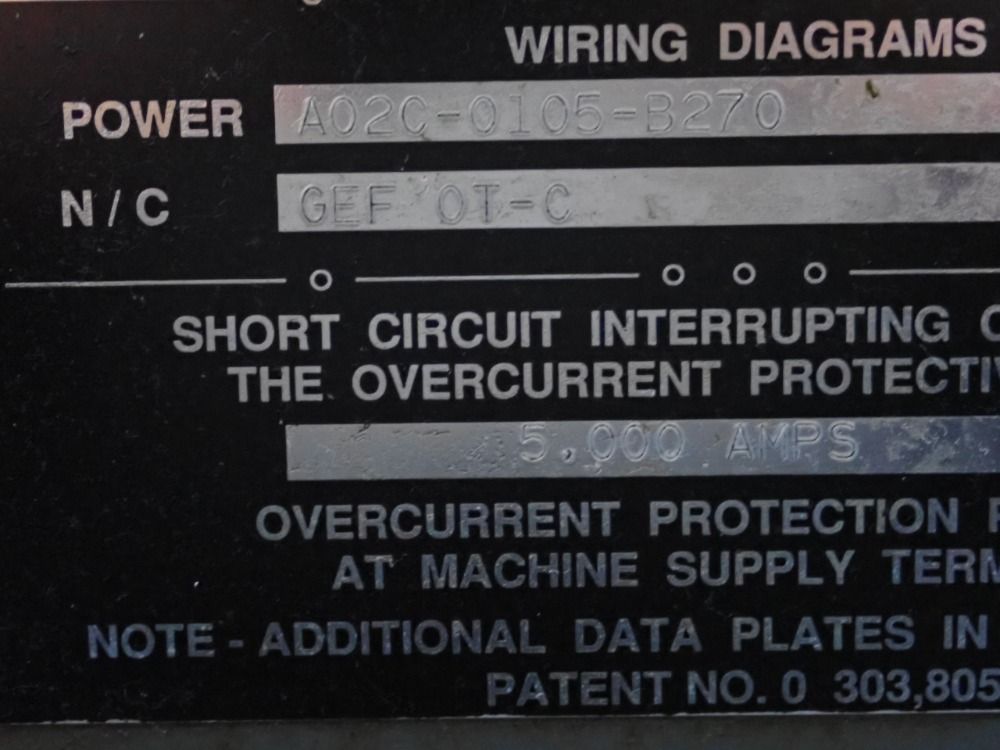 WIRING DIAGRAMS
POWER A02C-0105-B270
N/C GEF OT-C
SHORT CIRCUIT INTERRUPTING
THE OVERCURRENT
5.000 AMPS
OVERCURRENT PROTECTION
AT MACHINE SUPPLY
NOTE - ADDITIONAL DATA PLATES IN
PATENT NO. 0 303,805